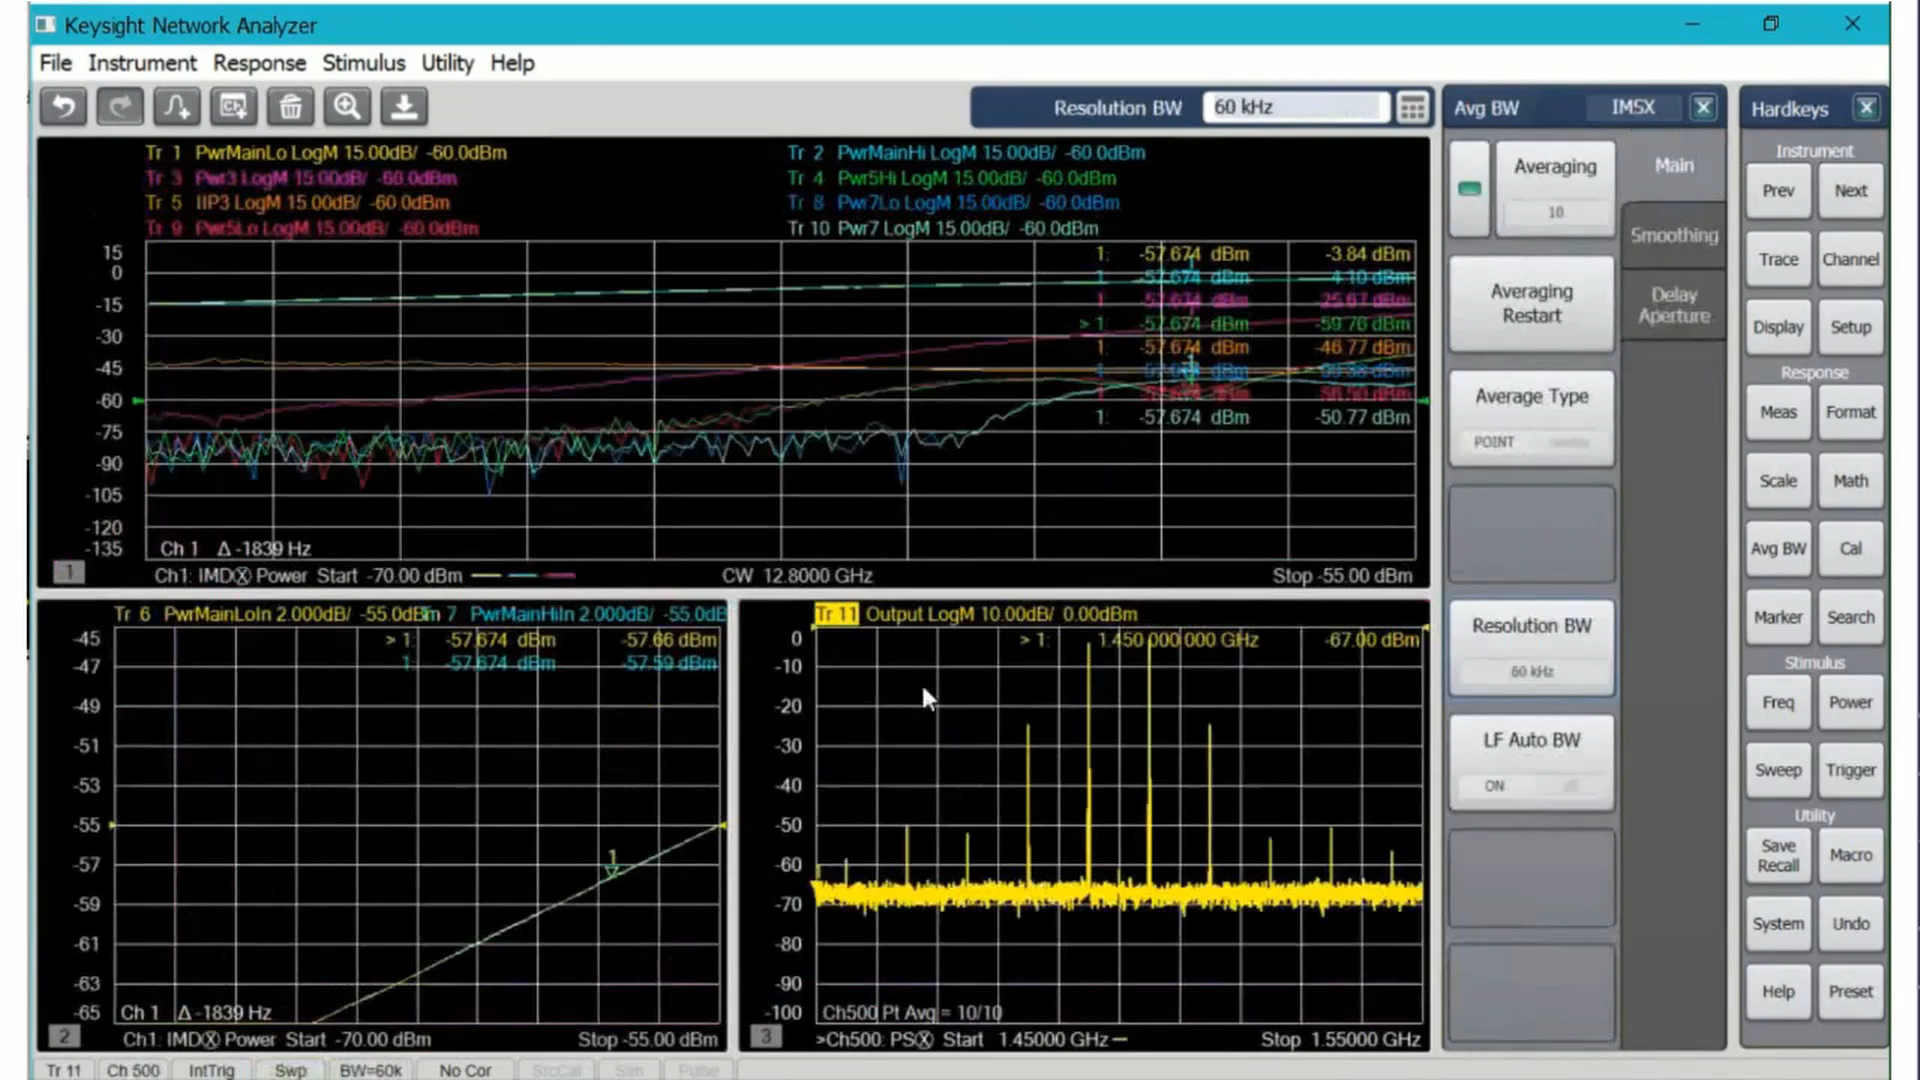 Keysight Network Analyzer
File Instrument Response Stimulus Utility Help
Resolution BW 60 kHz
Avg BW IMSX
Hardkeys
Tr 1 PwrMainLo LogM 15.00dB/ -60.0dBm
Tr 2 PwrMainHi LogM 15.00dB/ -60.0dBm
Tr 3 Pwr3 LogM 15.00dB/ -60.0dBm
Tr 4 Pwr5Hi LogM 15.00dB/ -60.0dBm
Tr 5 IIP3 LogM 15.00dB/ -60.0dBm
Tr 8 Pwr7Lo LogM 15.00dB/ -60.0dBm
Tr 9 Pwr5Lo LogM 15.00dB/ -60.0dBm
Tr 10 Pwr7 LogM 15.00dB/ -60.0dBm
15
0
-15
-30
-45
-60
-75
-90
-105
-120
-135
1: -57.674 dBm -3.84 dBm
1: -57.674 dBm 4.10 dBm
1 -57.674 dBm 25.67 dBm
> 1: -57.674 dBm -59.76 dBm
1: -57.674 dBm -46.77 dBm
dBm
dBm
1: -57.674 dBm -50.77 dBm
1
Ch 1 Δ -1839 Hz
1
Ch1: IMDⓍ Power Start -70.00 dBm
CW 12.8000 GHz
Stop -55.00 dBm
Tr 6 PwrMainLoIn 2.000dB/ -55.0dBm
7 PwrMainHiIn 2.000dB/ -55.0dB
-45
-47
-49
-51
-53
-55
-57
-59
-61
-63
-65
> 1: -57.674 dBm -57.66 dBm
1: -57.674 dBm -57.59 dBm
1
Ch 1 Δ -1839 Hz
2
Ch1: IMDⓍ Power Start -70.00 dBm
Stop -55.00 dBm
Tr 11 Output LogM 10.00dB/ 0.00dBm
0
-10
-20
-30
-40
-50
-60
-70
-80
-90
-100
> 1: 1.450 000 000 GHz -67.00 dBm
Ch500 Pt Avg = 10/10
3
>Ch500: PSⓍ Start 1.45000 GHz
Stop 1.55000 GHz
Averaging
10
Averaging
Restart
Average Type
POINT
Resolution BW
60 kHz
LF Auto BW
ON
Main
Smoothing
Delay
Aperture
Instrument
Prev Next
Trace Channel
Display Setup
Response
Meas Format
Scale Math
Avg BW Cal
Marker Search
Stimulus
Freq Power
Sweep Trigger
Utility
Save
Recall
Macro
System Undo
Help Preset
Tr 11 Ch 500 IntTrig Swp BW=60k No Cor SrcCal Sim Pulse